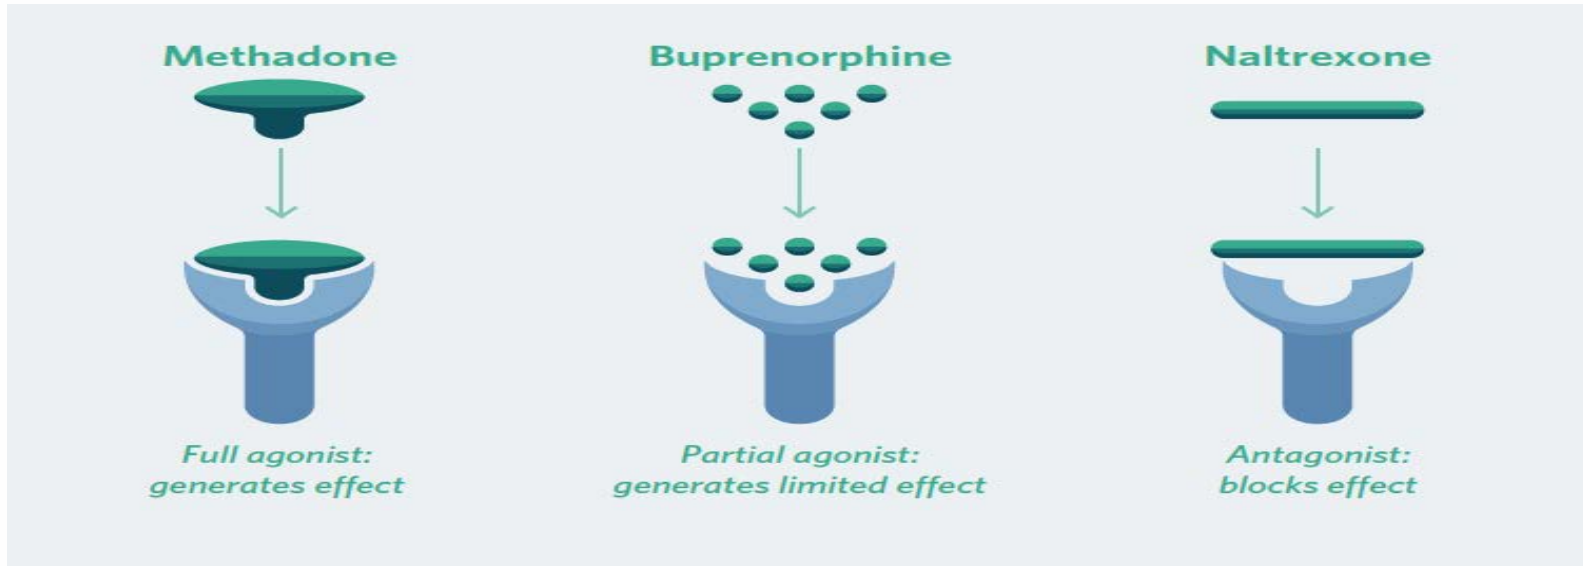 Methadone
Buprenorphine
Naltrexone
Full agonist:
generates effect
Partial agonist:
generates limited effect
Antagonist:
blocks effect